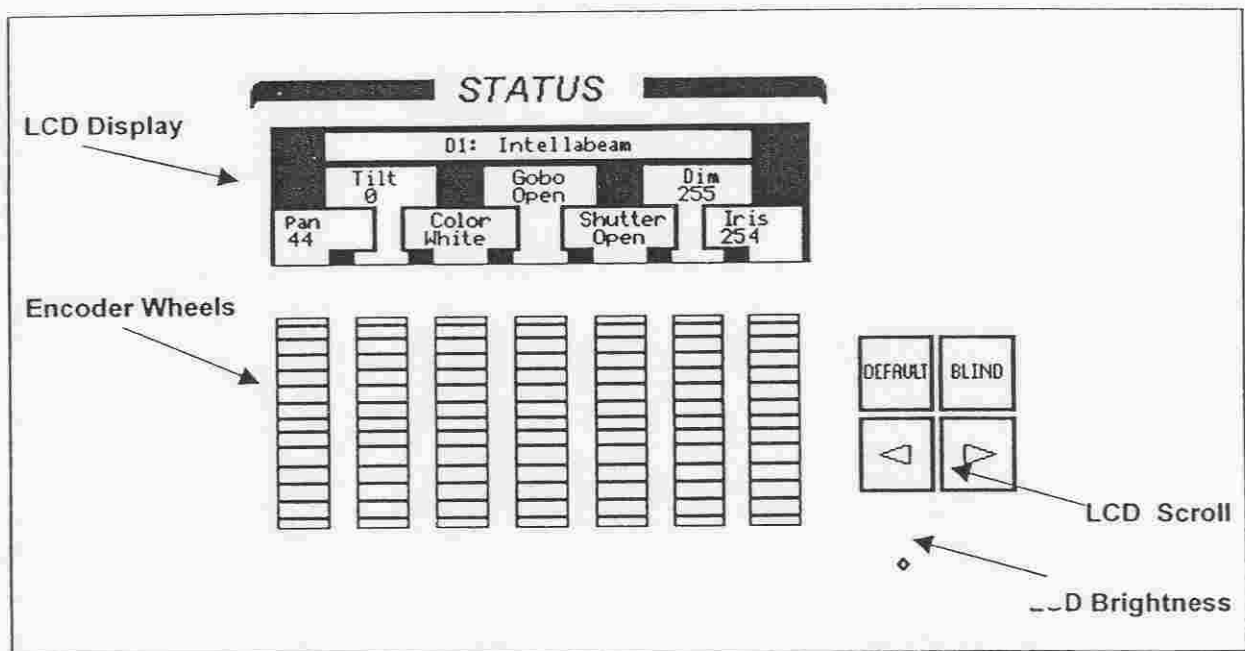 STATUS
LCD Display
01: Intellabeam
Tilt Gobo Dim
0 Open 255
Pan Color Shutter Iris
44 White Open 254
Encoder Wheels
DEFAULT BLIND
LCD Scroll
Brightness